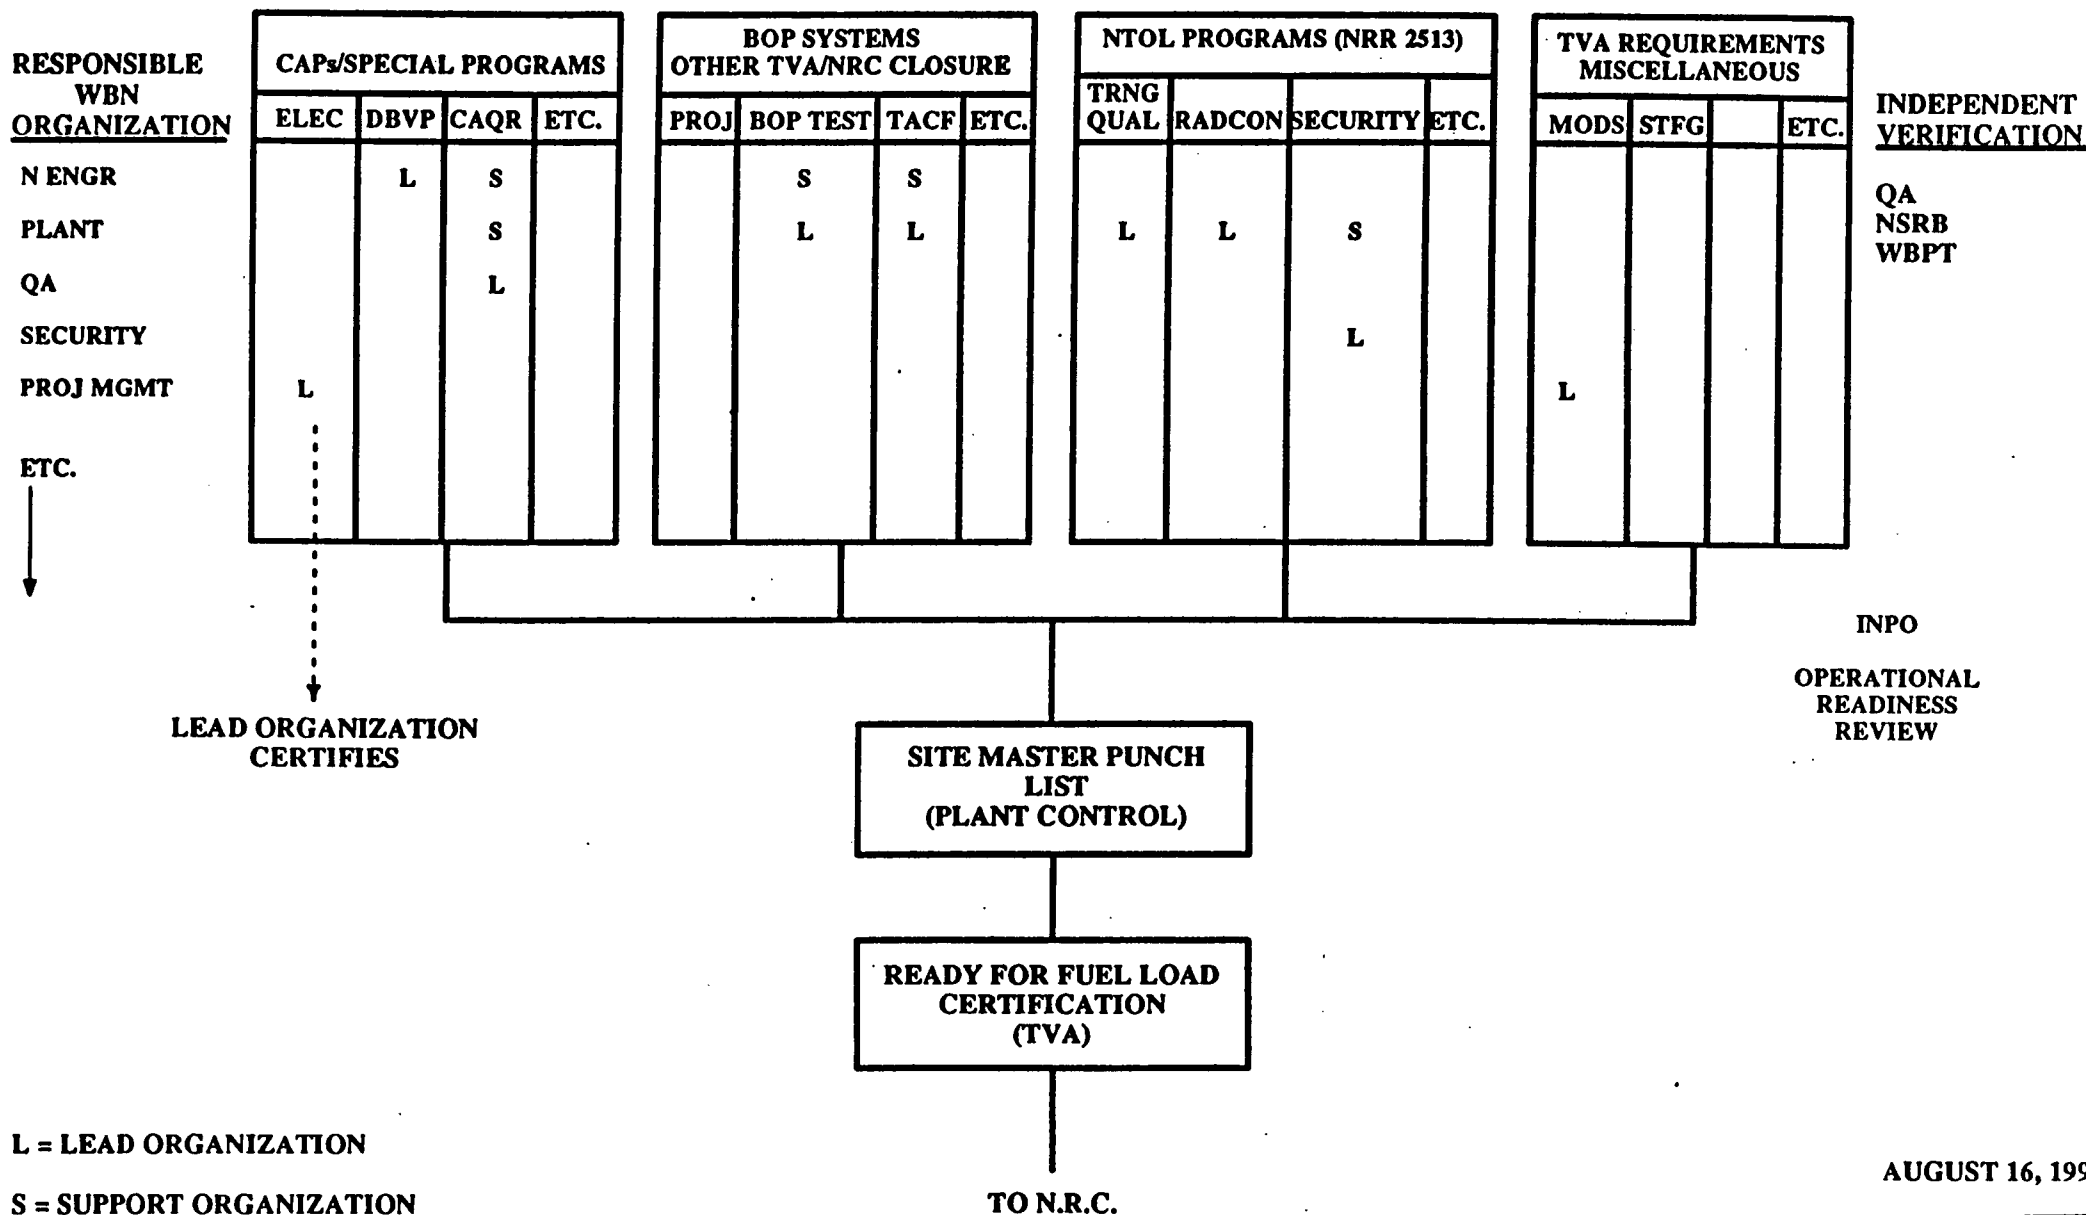 RESPONSIBLE
WBN
ORGANIZATION
CAPs/SPECIAL PROGRAMS
ELEC DBVP CAQR ETC.
BOP SYSTEMS
OTHER TVA/NRC CLOSURE
PROJ BOP TEST TACF ETC.
NTOL PROGRAMS (NRR 2513)
TRNG
QUAL RADCON SECURITY ETC.
TVA REQUIREMENTS
MISCELLANEOUS
MODS STFG ETC.
INDEPENDENT
VERIFICATION
N ENGR L S S S
PLANT S L L L L S
QA L
SECURITY L
PROJ MGMT L L
ETC.
QA
NSRB
WBPT
LEAD ORGANIZATION
CERTIFIES
INPO
OPERATIONAL
READINESS
REVIEW
SITE MASTER PUNCH
LIST
(PLANT CONTROL)
READY FOR FUEL LOAD
CERTIFICATION
(TVA)
TO N.R.C.
L = LEAD ORGANIZATION
S = SUPPORT ORGANIZATION
AUGUST 16, 199